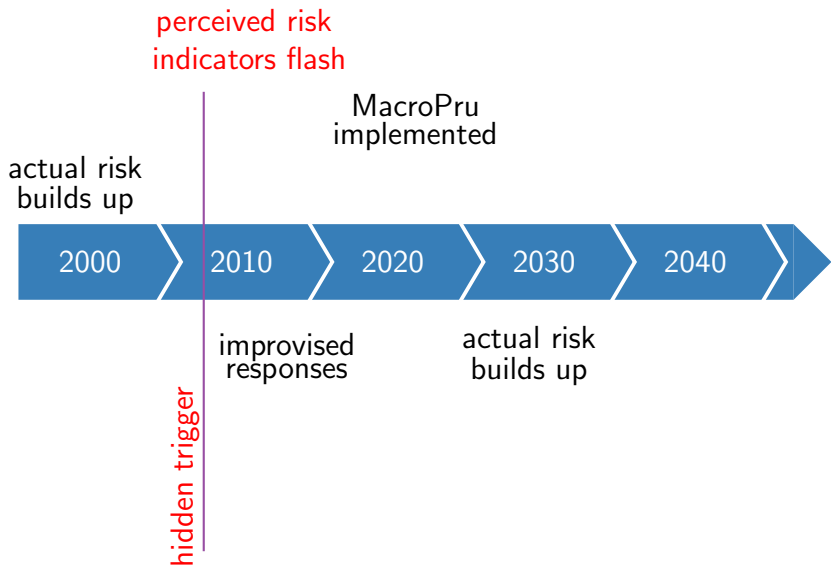 perceived risk
indicators flash
MacroPru
implemented
actual risk
builds up
2000 2010 2020 2030 2040
improvised
responses
actual risk
builds up
hidden trigger